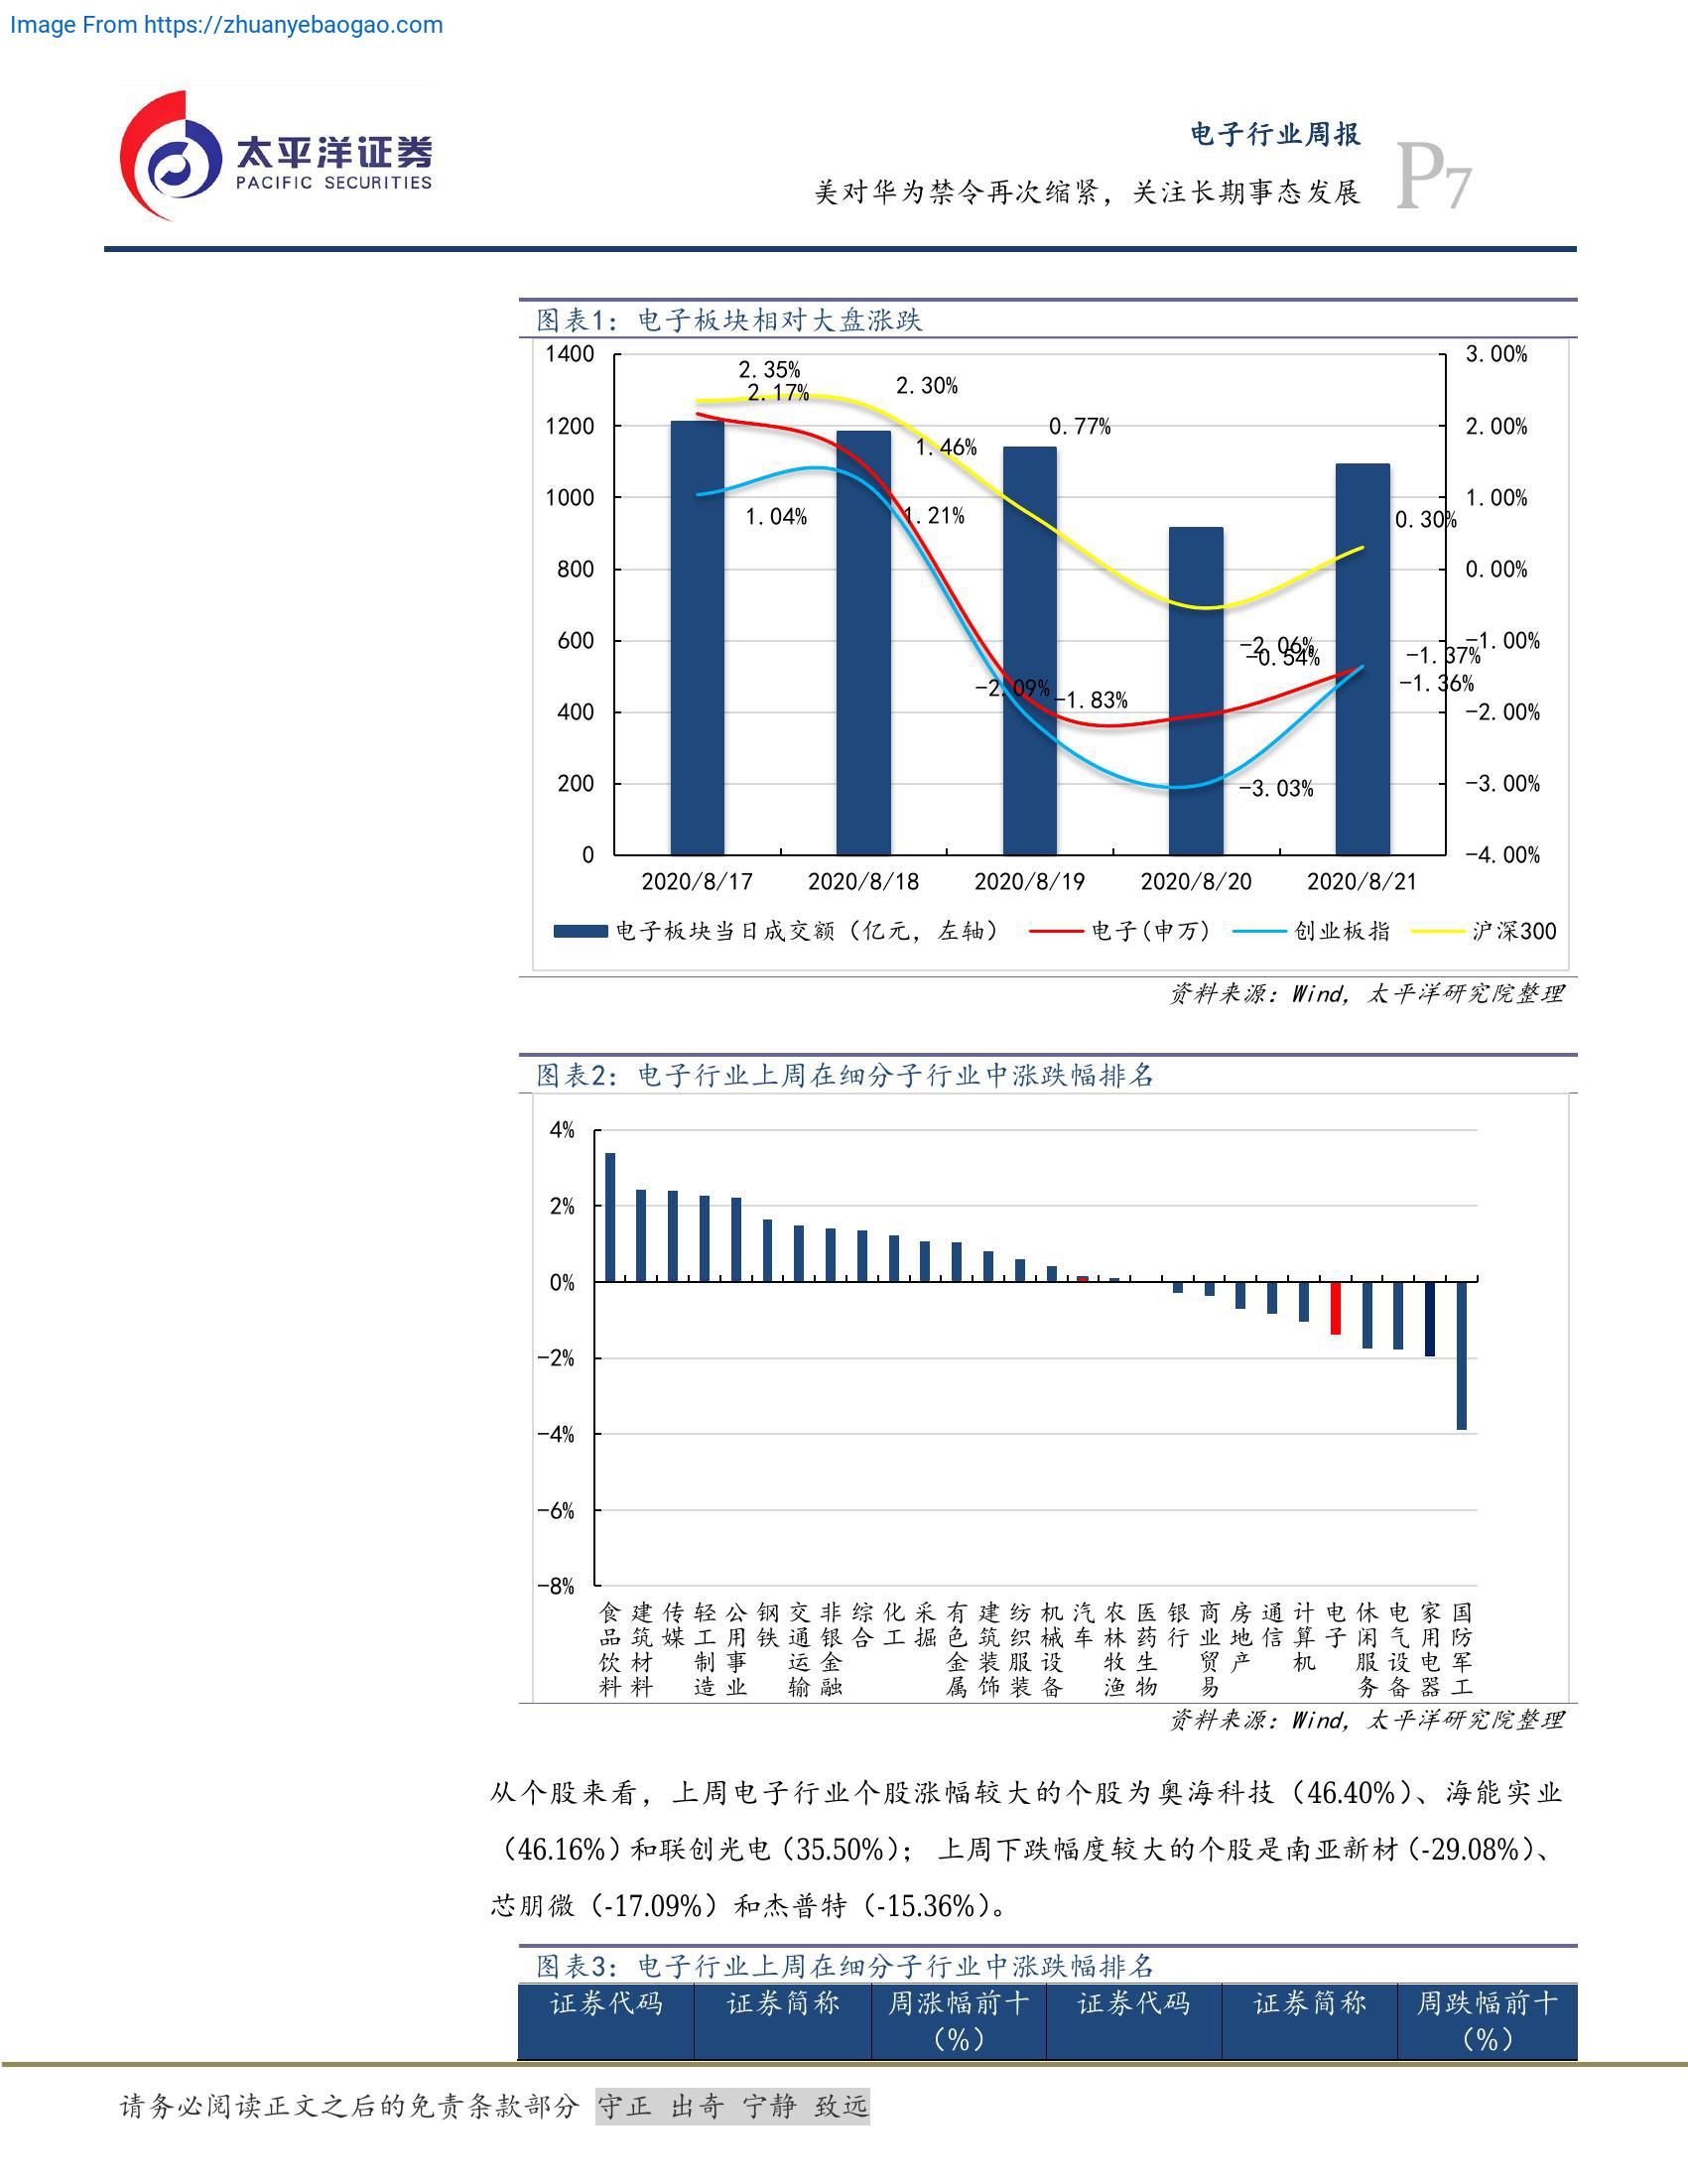 Image From https://zhuanyebaogao.com
太平洋证券
PACIFIC SECURITIES
电子行业周报
美对华为禁令再次缩紧，关注长期事态发展
P7
图表1：电子板块相对大盘涨跌
1400
1200
1000
800
600
400
200
0
3.00%
2.00%
1.00%
0.00%
-1.00%
-2.00%
-3.00%
-4.00%
2.35%
2.17%
2.30%
0.77%
1.46%
1.04%
1.21%
0.30%
-2.06%
-0.54%
-1.37%
-1.36%
-2.09%
-1.83%
-3.03%
2020/8/17 2020/8/18 2020/8/19 2020/8/20 2020/8/21
电子板块当日成交额（亿元，左轴） 电子(申万) 创业板指 沪深300
资料来源：Wind，太平洋研究院整理
图表2：电子行业上周在细分子行业中涨跌幅排名
4%
2%
0%
-2%
-4%
-6%
-8%
食品饮料 建筑材料 传媒 轻工制造 公用事业 钢铁 交通运输 非银金融 综合 化工 采掘 有色金属 建筑装饰 纺织服装 机械设备 汽车 农林牧渔 医药生物 银行 商业贸易 房地产 通信 计算机 电子 休闲服务 电气设备 家用电器 国防军工
资料来源：Wind，太平洋研究院整理
从个股来看，上周电子行业个股涨幅较大的个股为奥海科技（46.40%）、海能实业
（46.16%）和联创光电（35.50%）； 上周下跌幅度较大的个股是南亚新材（-29.08%）、
芯朋微（-17.09%）和杰普特（-15.36%）。
图表3：电子行业上周在细分子行业中涨跌幅排名
证券代码 证券简称 周涨幅前十（%） 证券代码 证券简称 周跌幅前十（%）
请务必阅读正文之后的免责条款部分 守正 出奇 宁静 致远